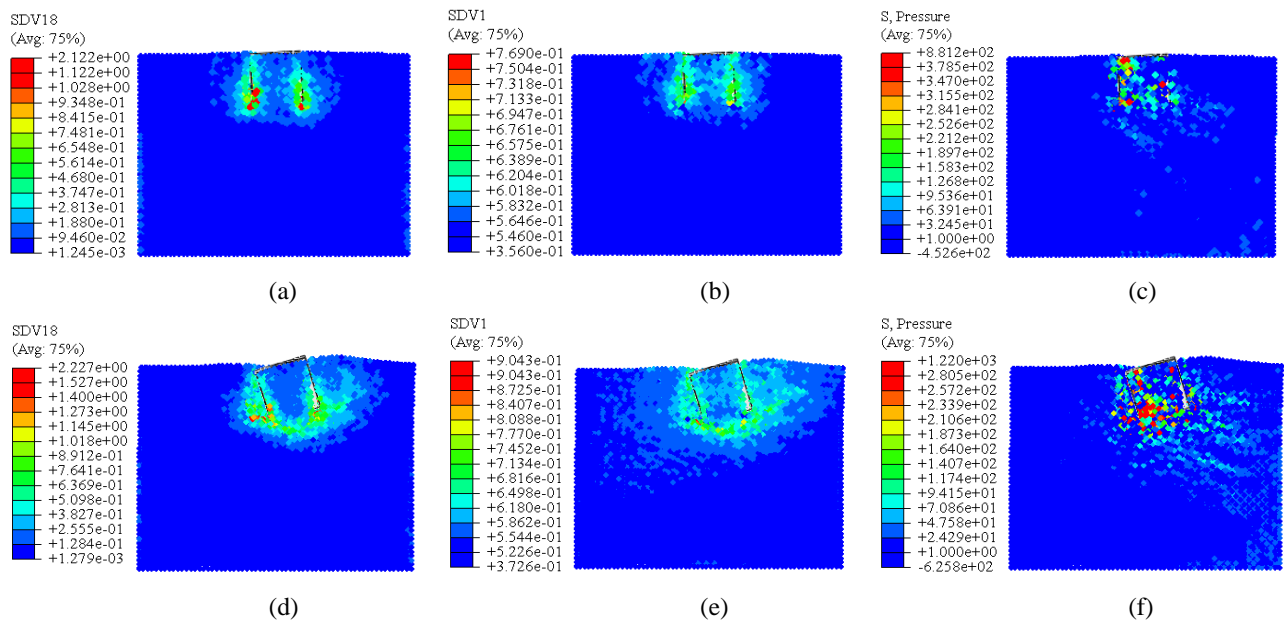 SDV18
(Avg: 75%)
+2.122e+00
+1.122e+00
+1.028e+00
+9.348e-01
+8.415e-01
+7.481e-01
+6.548e-01
+5.614e-01
+4.680e-01
+3.747e-01
+2.813e-01
+1.880e-01
+9.460e-02
+1.245e-03
(a)
SDV1
(Avg: 75%)
+7.690e-01
+7.504e-01
+7.318e-01
+7.133e-01
+6.947e-01
+6.761e-01
+6.575e-01
+6.389e-01
+6.204e-01
+6.018e-01
+5.832e-01
+5.646e-01
+5.460e-01
+3.560e-01
(b)
S, Pressure
(Avg: 75%)
+8.812e+02
+3.785e+02
+3.470e+02
+3.155e+02
+2.841e+02
+2.526e+02
+2.212e+02
+1.897e+02
+1.583e+02
+1.268e+02
+9.536e+01
+6.391e+01
+3.245e+01
+1.000e+00
-4.526e+02
(c)
SDV18
(Avg: 75%)
+2.227e+00
+1.527e+00
+1.400e+00
+1.273e+00
+1.145e+00
+1.018e+00
+8.912e-01
+7.641e-01
+6.369e-01
+5.098e-01
+3.827e-01
+2.555e-01
+1.284e-01
+1.279e-03
(d)
SDV1
(Avg: 75%)
+9.043e-01
+9.043e-01
+8.725e-01
+8.407e-01
+8.088e-01
+7.770e-01
+7.452e-01
+7.134e-01
+6.816e-01
+6.498e-01
+6.180e-01
+5.862e-01
+5.544e-01
+5.226e-01
+3.726e-01
(e)
S, Pressure
(Avg: 75%)
+1.220e+03
+2.805e+02
+2.572e+02
+2.339e+02
+2.106e+02
+1.873e+02
+1.640e+02
+1.407e+02
+1.174e+02
+9.415e+01
+7.086e+01
+4.758e+01
+2.429e+01
+1.000e+00
-6.258e+02
(f)